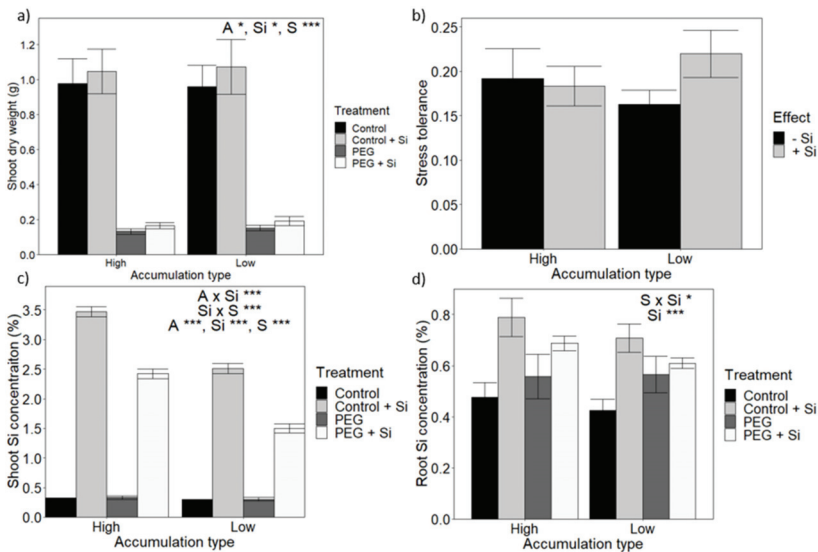 a)
A *, Si *, S ***
Shoot dry weight (g)
1.2
1.0
0.8
0.6
0.4
0.2
0.0
High
Low
Accumulation type
Treatment
Control
Control + Si
PEG
PEG + Si
b)
Stress tolerance
0.25
0.20
0.15
0.10
0.05
0.00
High
Low
Accumulation type
Effect
- Si
+ Si
c)
A x Si ***
Si x S ***
A ***, Si ***, S ***
Shoot Si concentraiton (%)
3.5
3.0
2.5
2.0
1.5
1.0
0.5
0.0
High
Low
Accumulation type
Treatment
Control
Control + Si
PEG
PEG + Si
d)
S x Si *
Si ***
Root Si concentration (%)
0.8
0.6
0.4
0.2
0.0
High
Low
Accumulation type
Treatment
Control
Control + Si
PEG
PEG + Si